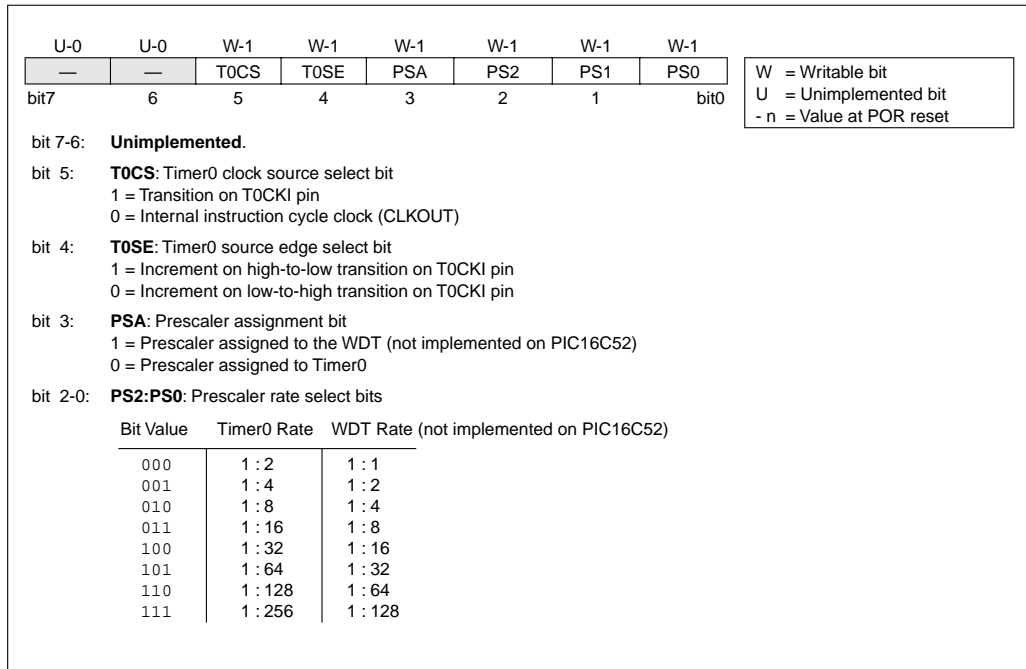 U-0 U-0 W-1 W-1 W-1 W-1 W-1 W-1
— — T0CS T0SE PSA PS2 PS1 PS0
bit7 6 5 4 3 2 1 bit0
W = Writable bit
U = Unimplemented bit
- n = Value at POR reset
bit 7-6: Unimplemented.
bit 5: T0CS: Timer0 clock source select bit
1 = Transition on T0CKI pin
0 = Internal instruction cycle clock (CLKOUT)
bit 4: T0SE: Timer0 source edge select bit
1 = Increment on high-to-low transition on T0CKI pin
0 = Increment on low-to-high transition on T0CKI pin
bit 3: PSA: Prescaler assignment bit
1 = Prescaler assigned to the WDT (not implemented on PIC16C52)
0 = Prescaler assigned to Timer0
bit 2-0: PS2:PS0: Prescaler rate select bits
Bit Value Timer0 Rate WDT Rate (not implemented on PIC16C52)
000 1 : 2 1 : 1
001 1 : 4 1 : 2
010 1 : 8 1 : 4
011 1 : 16 1 : 8
100 1 : 32 1 : 16
101 1 : 64 1 : 32
110 1 : 128 1 : 64
111 1 : 256 1 : 128